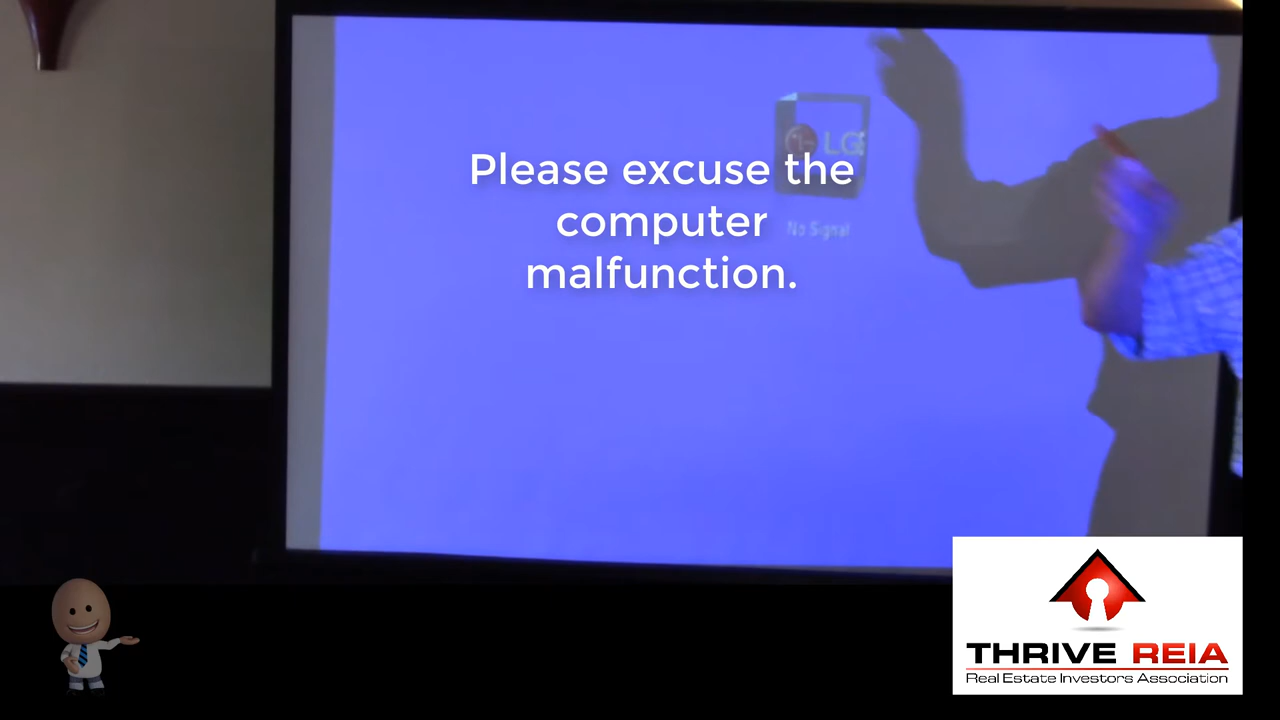 LG
Please excuse the
computer
No Signal
malfunction.
THRIVE REIA
Real Estate Investors Association